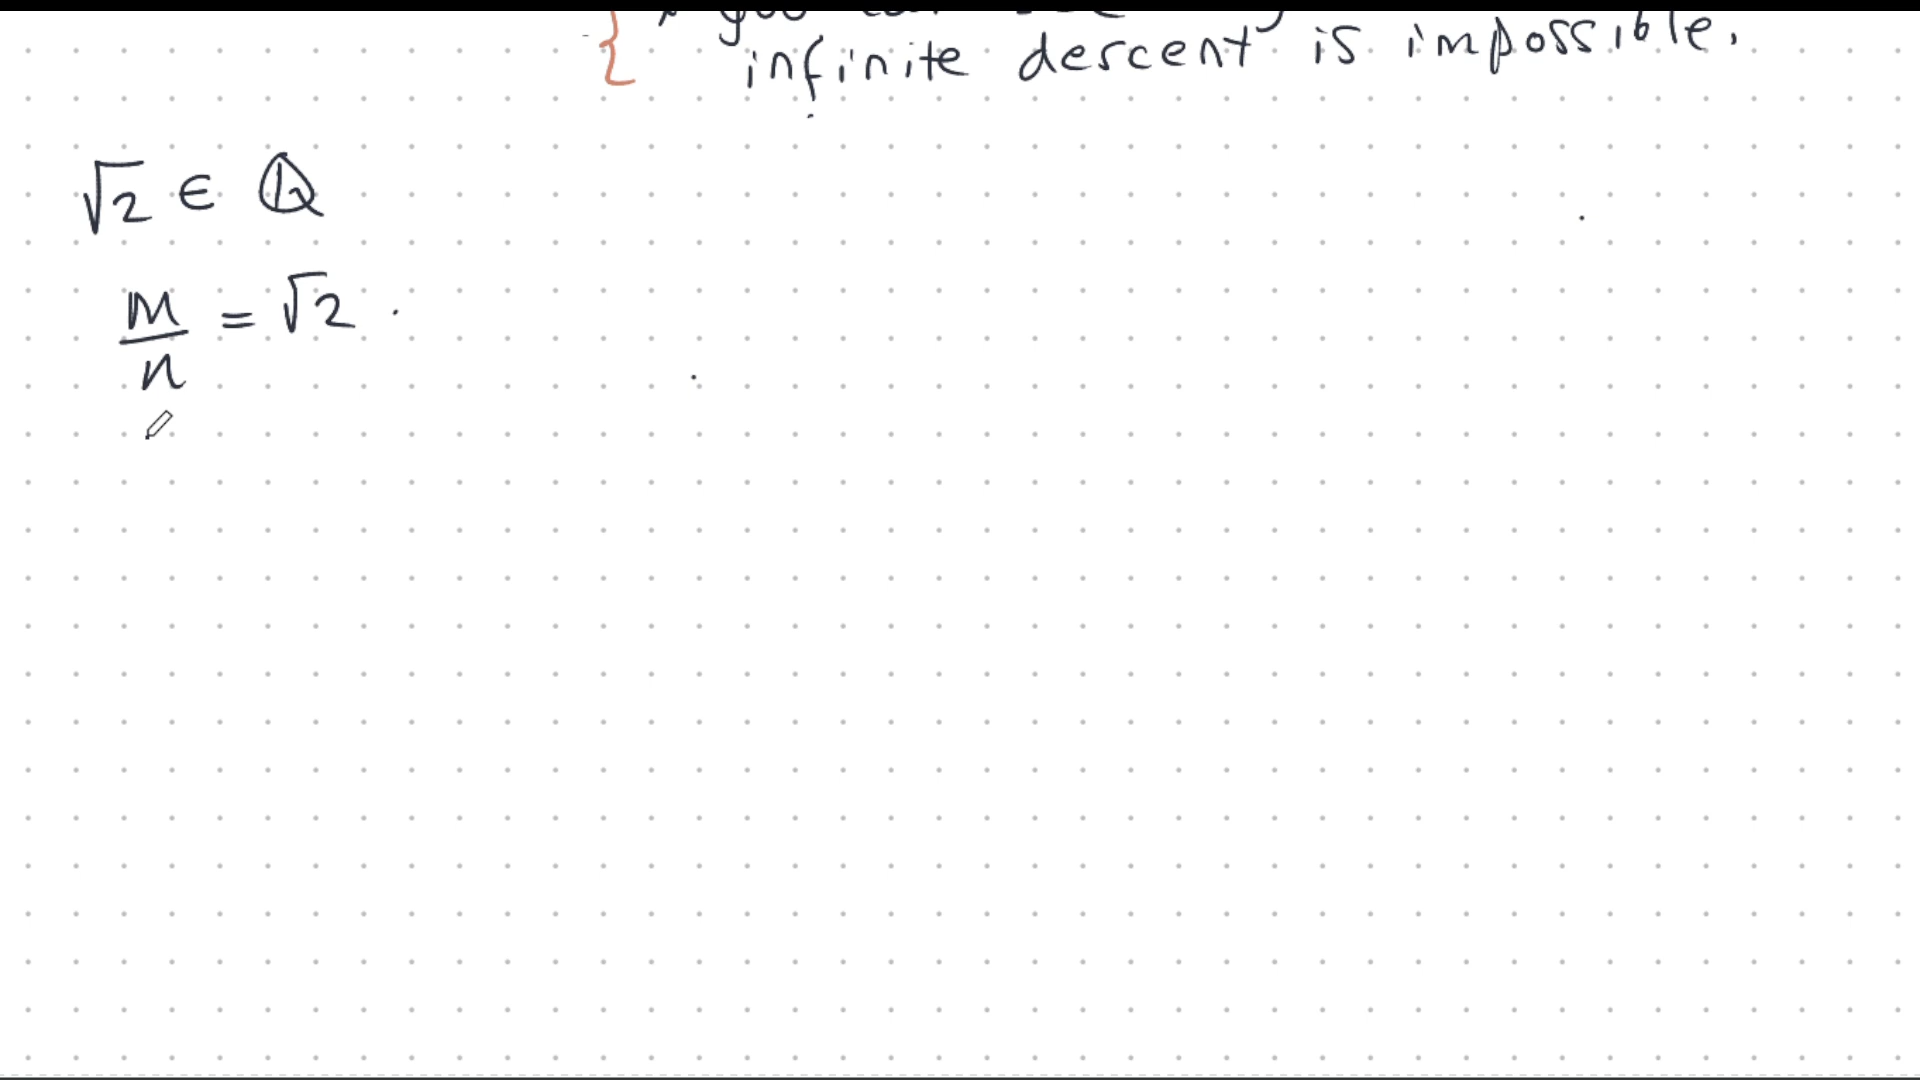 infinite descent is impossible.
√2 ∈ ℚ
m/n = √2.